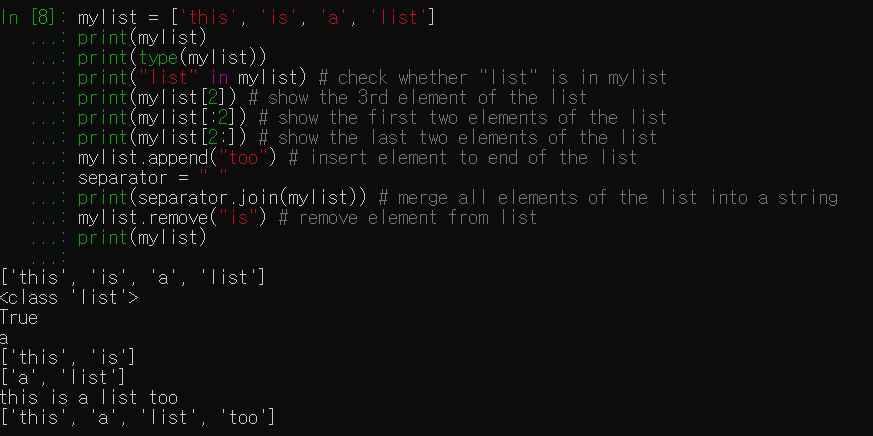 In [8]: mylist = ['this', 'is', 'a', 'list']
   ...: print(mylist)
   ...: print(type(mylist))
   ...: print("list" in mylist) # check whether "list" is in mylist
   ...: print(mylist[2]) # show the 3rd element of the list
   ...: print(mylist[:2]) # show the first two elements of the list
   ...: print(mylist[2:]) # show the last two elements of the list
   ...: mylist.append("too") # insert element to end of the list
   ...: separator = " "
   ...: print(separator.join(mylist)) # merge all elements of the list into a string
   ...: mylist.remove("is") # remove element from list
   ...: print(mylist)
   ...:
['this', 'is', 'a', 'list']
<class 'list'>
True
a
['this', 'is']
['a', 'list']
this is a list too
['this', 'a', 'list', 'too']